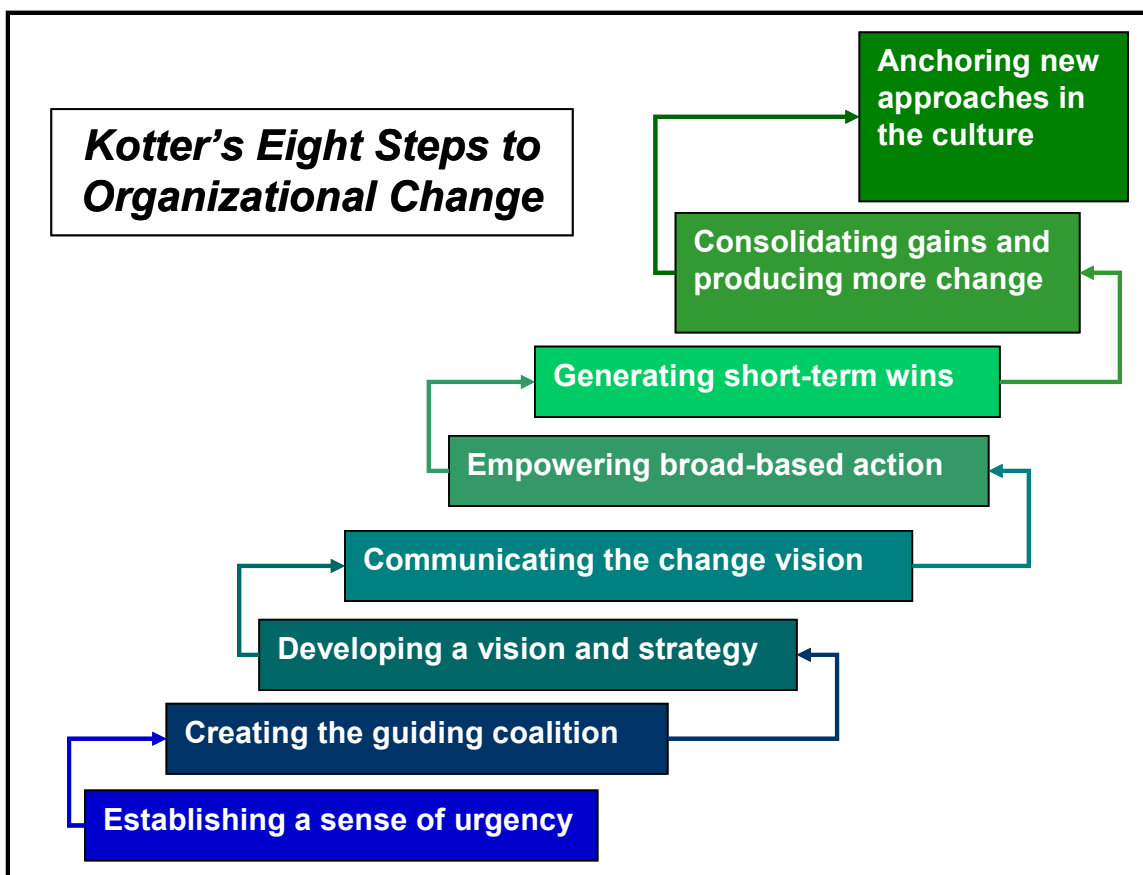 Kotter’s Eight Steps to
Organizational Change
Anchoring new
approaches in
the culture
Consolidating gains and
producing more change
Generating short-term wins
Empowering broad-based action
Communicating the change vision
Developing a vision and strategy
Creating the guiding coalition
Establishing a sense of urgency